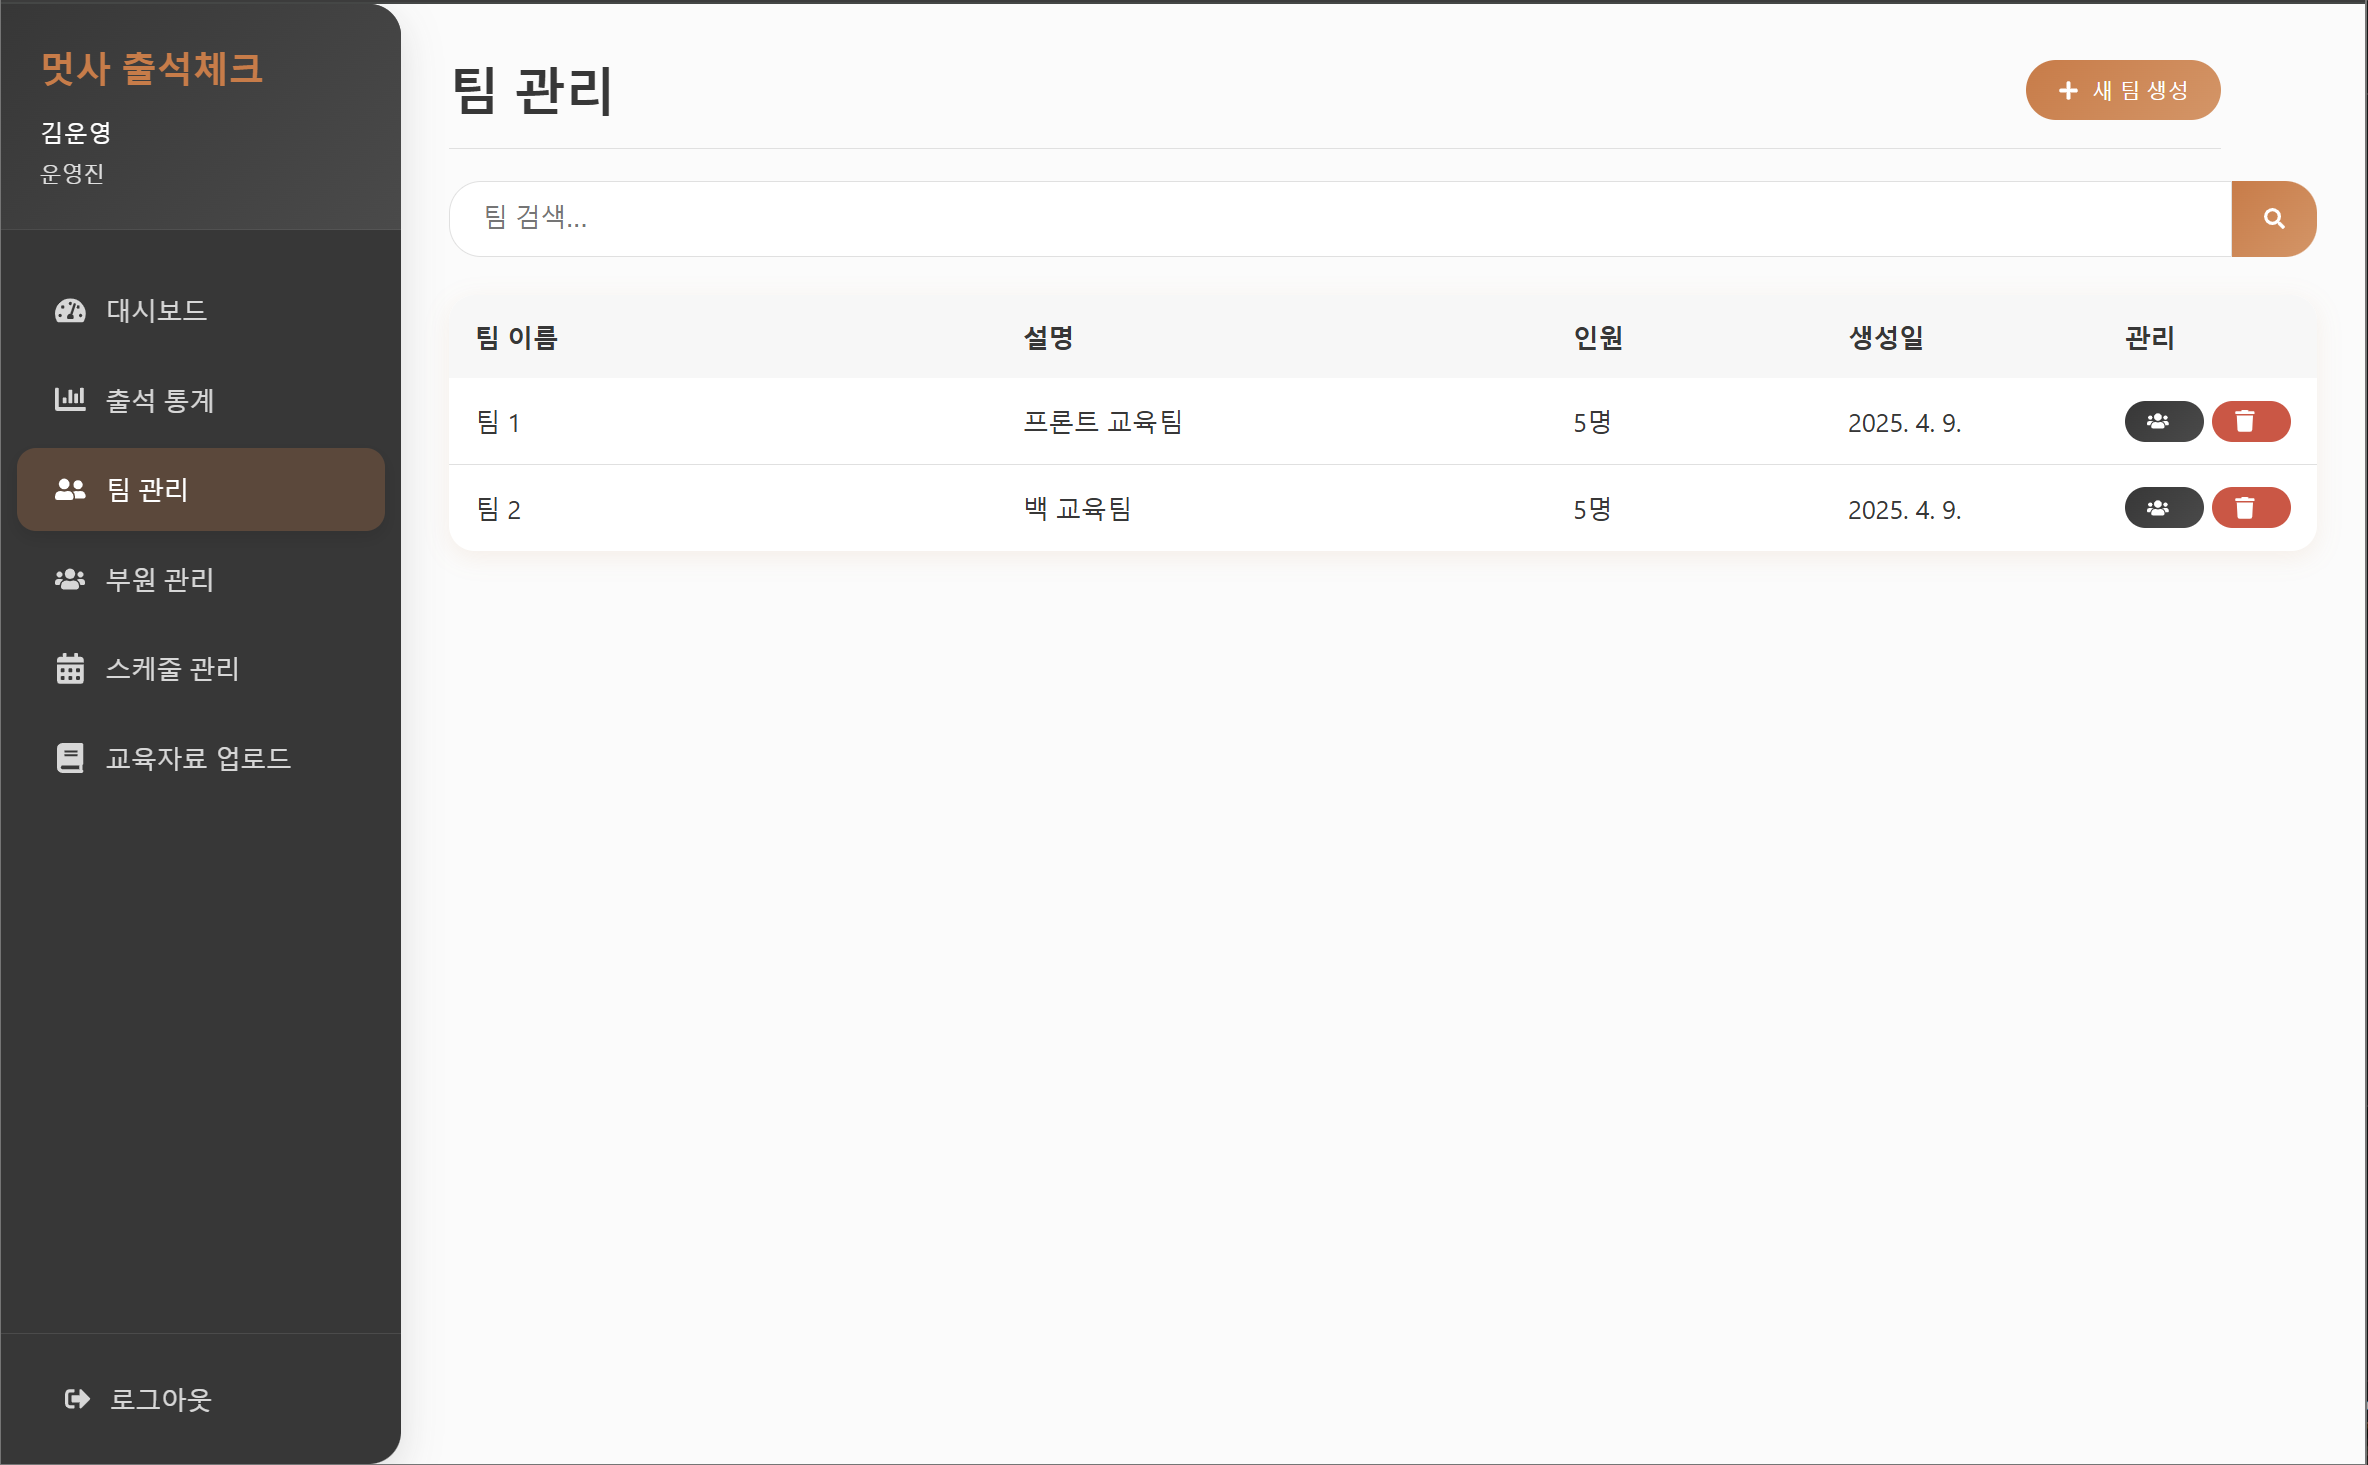 멋사 출석체크
김운영
운영진
대시보드
출석 통계
팀 관리
부원 관리
스케줄 관리
교육자료 업로드
로그아웃
팀 관리
새 팀 생성
팀 검색...
팀 이름 설명 인원 생성일 관리
팀 1 프론트 교육팀 5명 2025. 4. 9.
팀 2 백 교육팀 5명 2025. 4. 9.